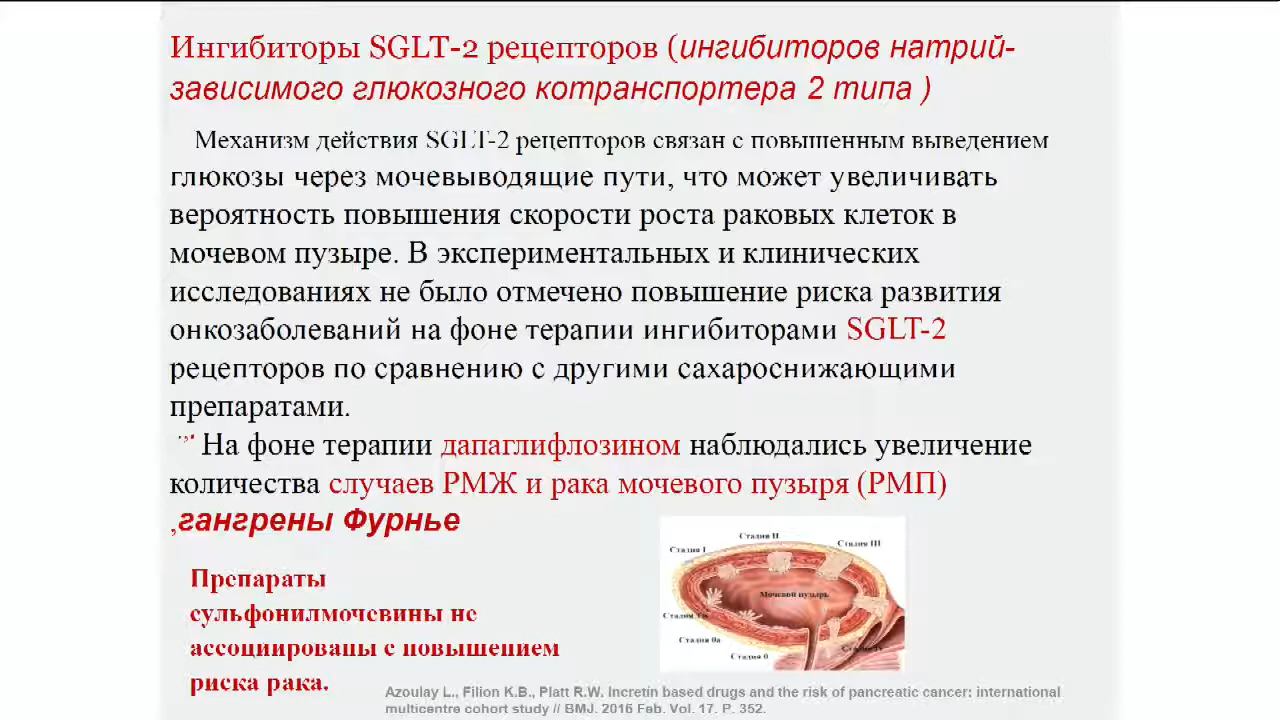 Ингибиторы SGLT-2 рецепторов (ингибиторов натрий-
зависимого глюкозного котранспортера 2 типа )
Механизм действия SGLT-2 рецепторов связан с повышенным выведением
глюкозы через мочевыводящие пути, что может увеличивать
вероятность повышения скорости роста раковых клеток в
мочевом пузыре. В экспериментальных и клинических
исследованиях не было отмечено повышение риска развития
онкозаболеваний на фоне терапии ингибиторами SGLT-2
рецепторов по сравнению с другими сахароснижающими
препаратами.
На фоне терапии дапаглифлозином наблюдались увеличение
количества случаев РМЖ и рака мочевого пузыря (РМП)
,гангрены Фурнье
Стадия II
Стадия I
Стадия III
Мочевой пузырь
Стадия
Стадия 0a
Стадия
Стадия 0
Препараты
сульфонилмочевины не
ассоциированы с повышением
риска рака.
Azoulay L., Filion K.B., Platt R.W. Incretin based drugs and the risk of pancreatic cancer: international
multicentre cohort study // BMJ. 2016 Feb. Vol. 17. P. 352.